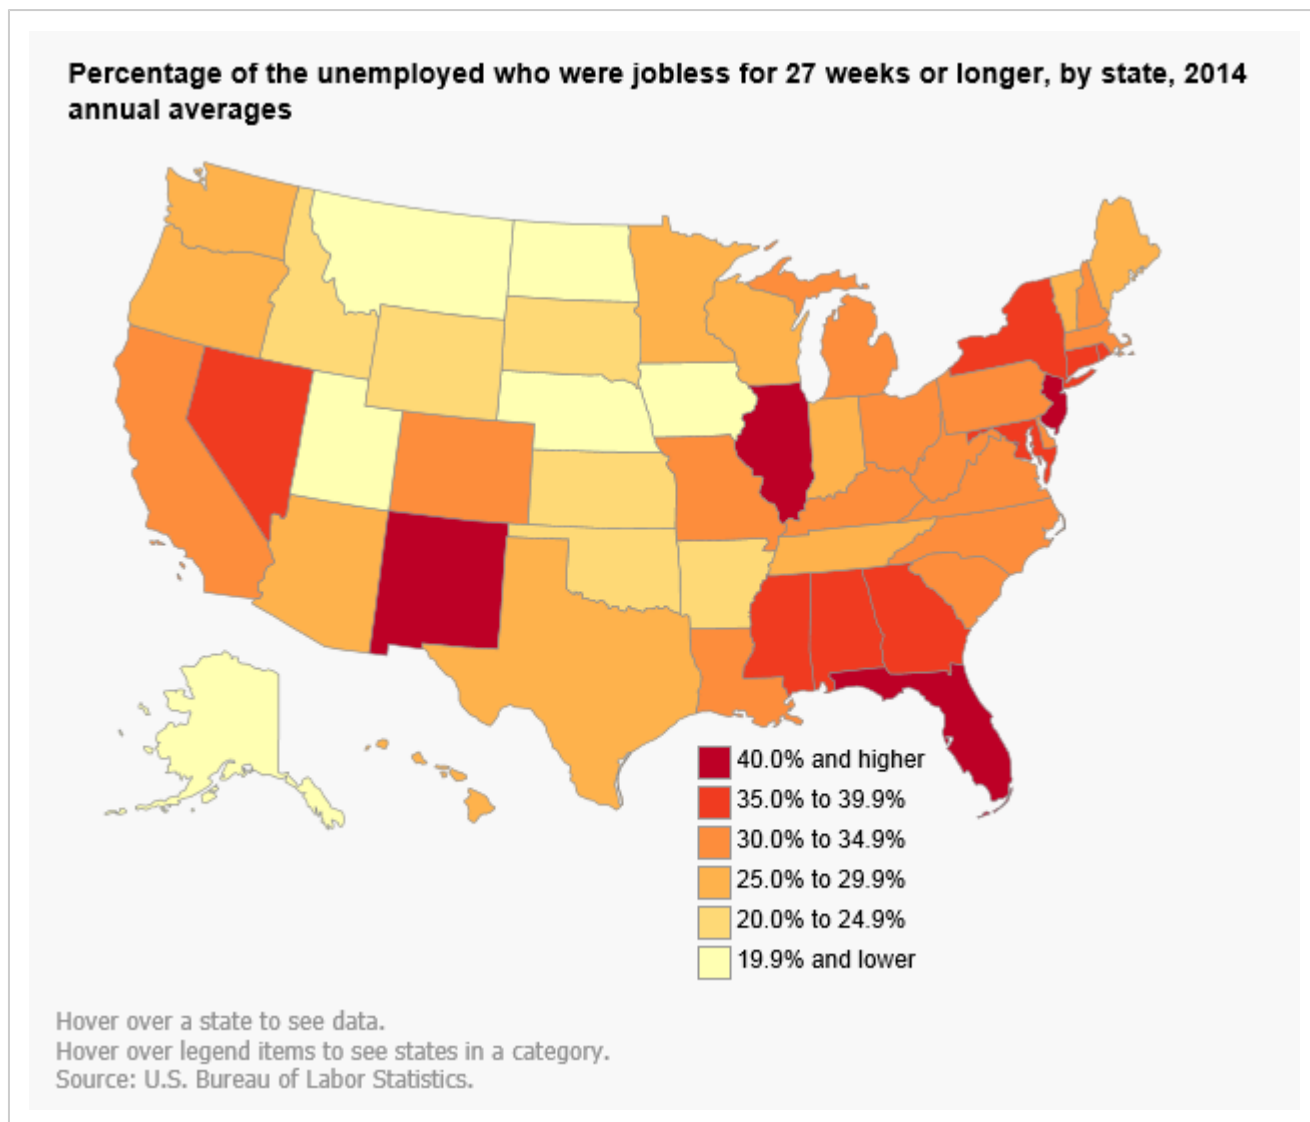 Percentage of the unemployed who were jobless for 27 weeks or longer, by state, 2014
annual averages
40.0% and higher
35.0% to 39.9%
30.0% to 34.9%
25.0% to 29.9%
20.0% to 24.9%
19.9% and lower
Hover over a state to see data.
Hover over legend items to see states in a category.
Source: U.S. Bureau of Labor Statistics.